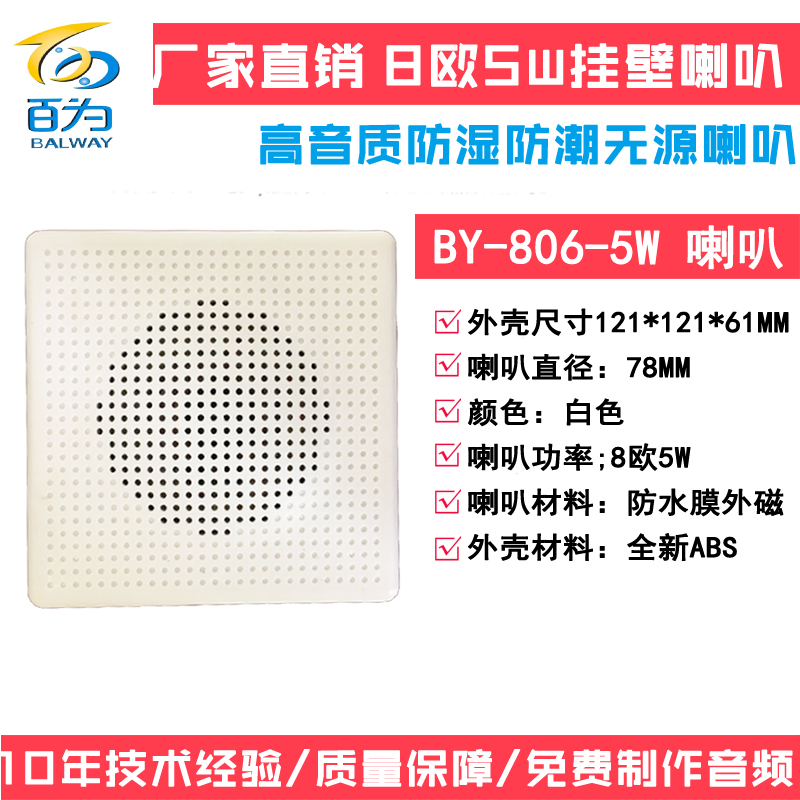 百为
BALWAY
厂家直销 8欧5W挂壁喇叭
高音质防湿防潮无源喇叭
BY-806-5W 喇叭
外壳尺寸121*121*61MM
喇叭直径：78MM
颜色：白色
喇叭功率;8欧5W
喇叭材料：防水膜外磁
外壳材料：全新ABS
10年技术经验/质量保障/免费制作音频